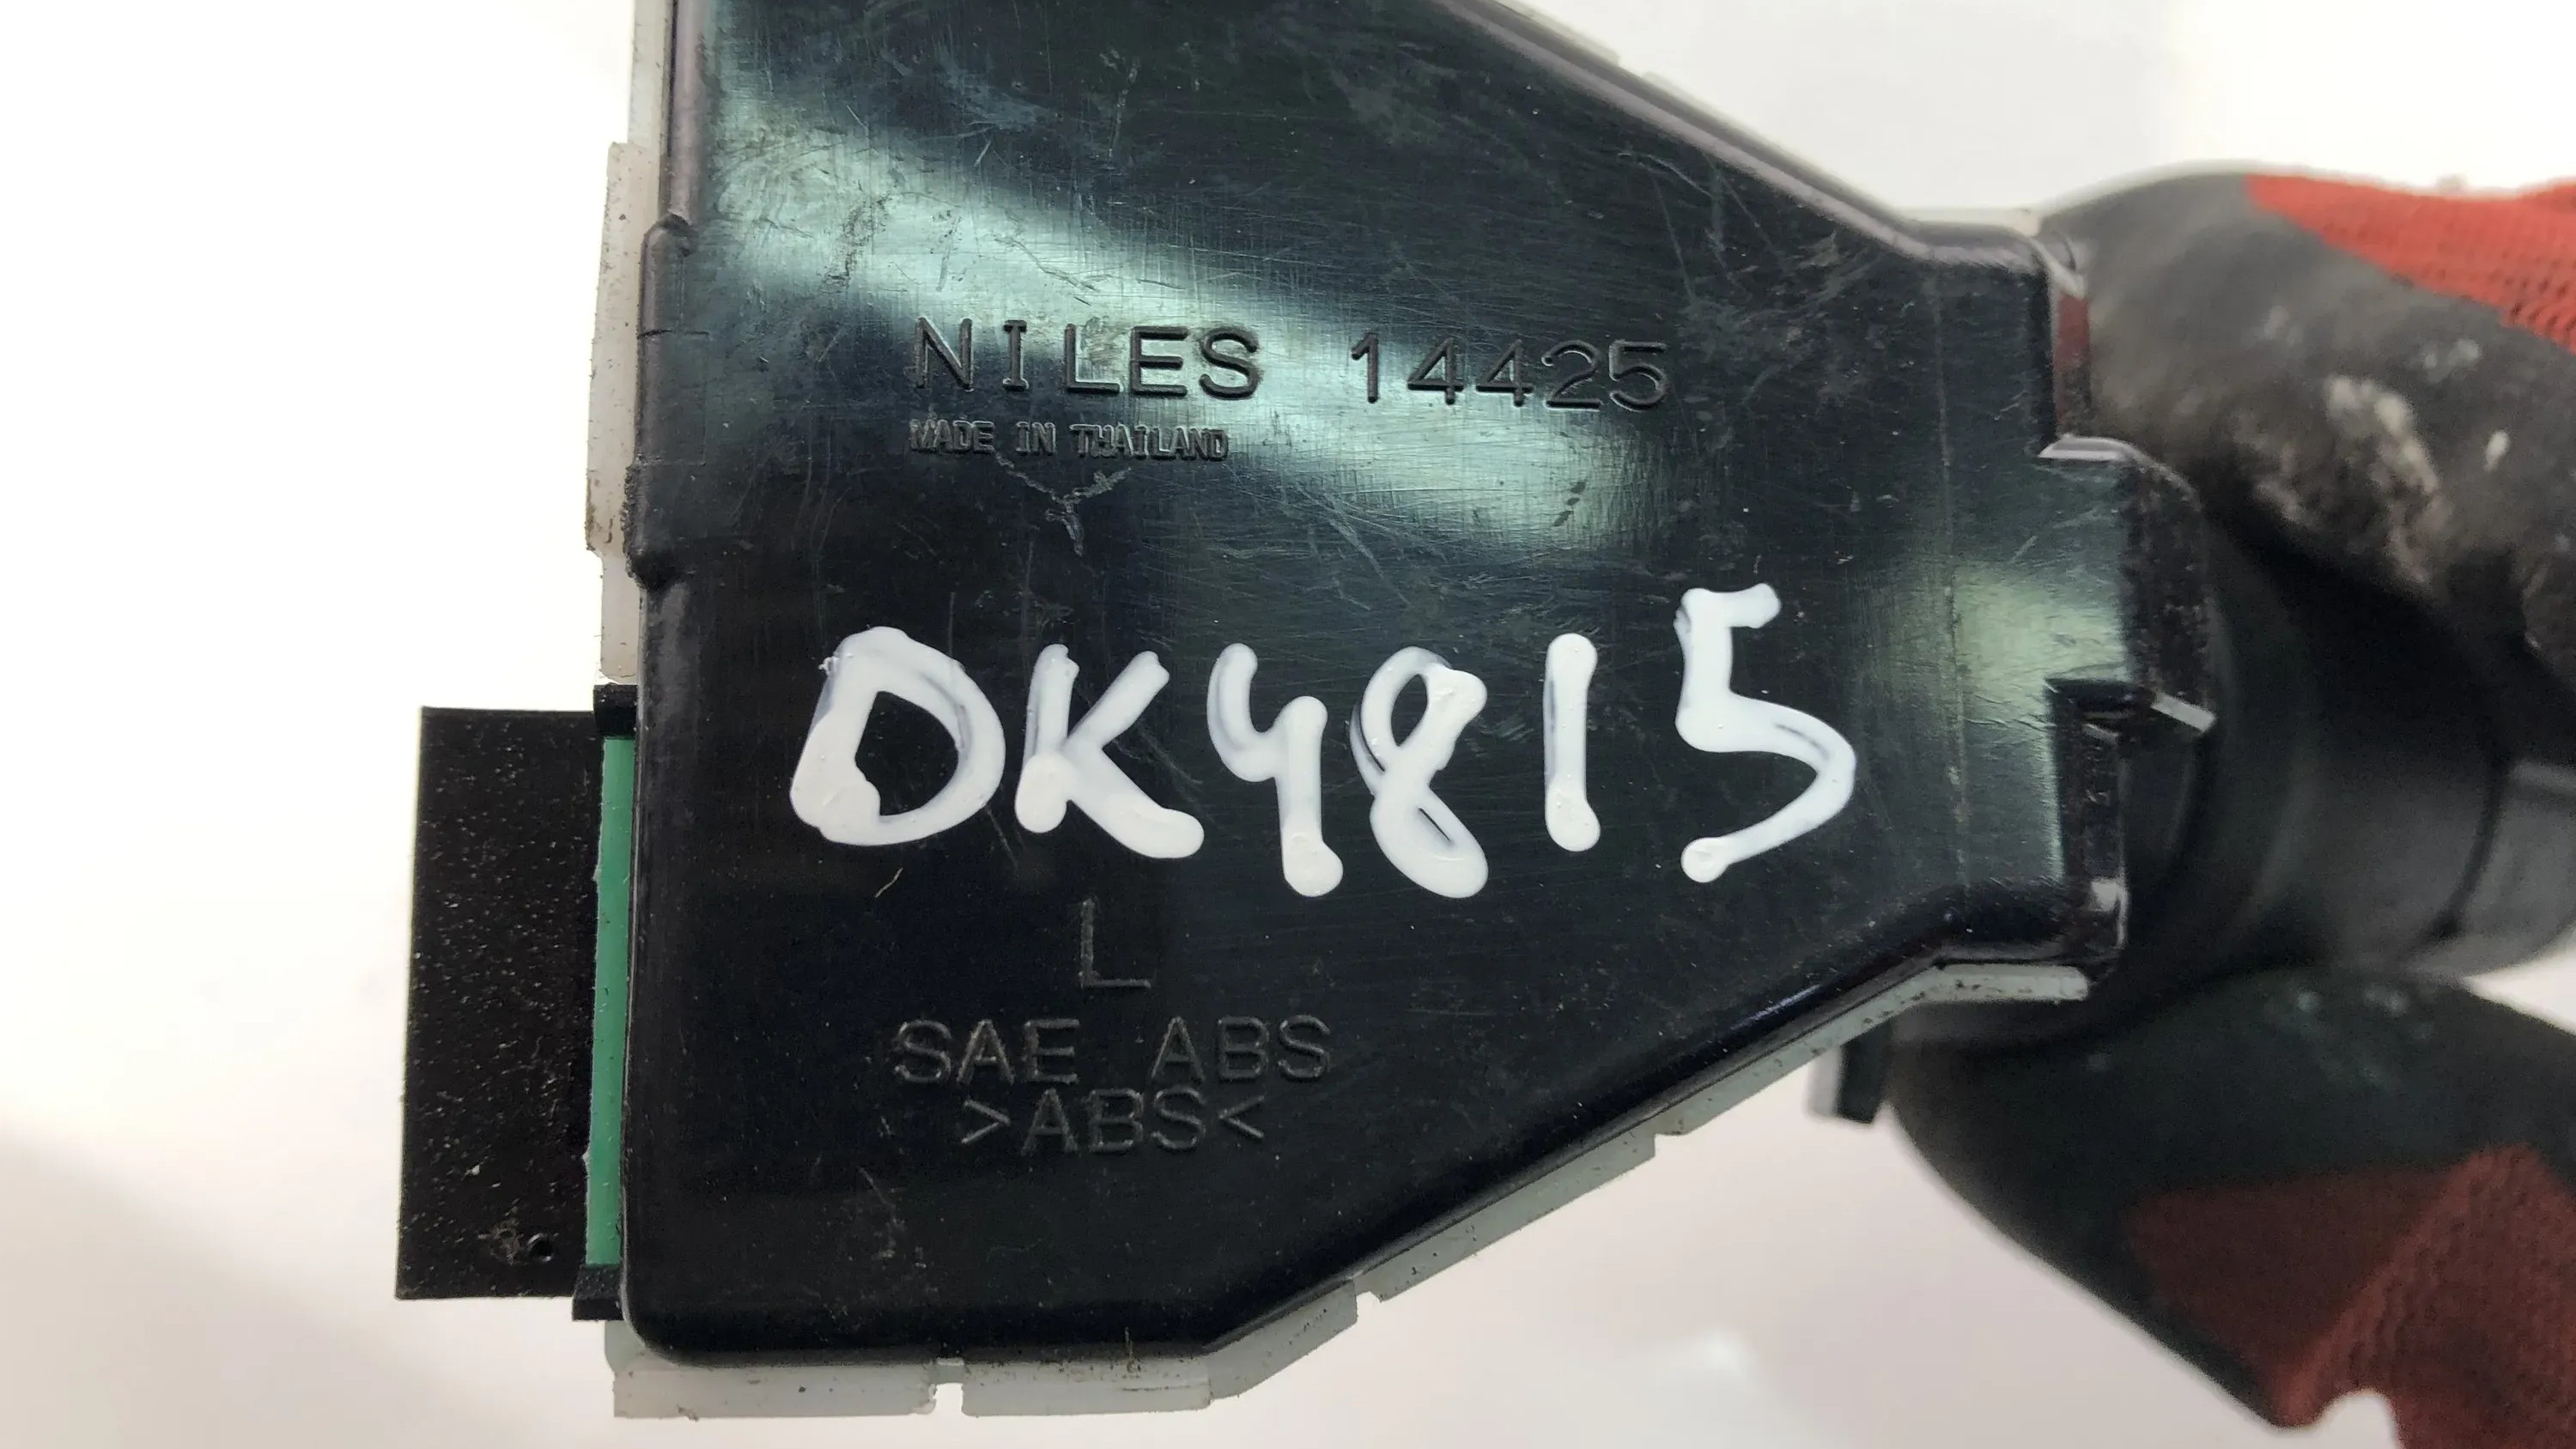 NILES 14425
MADE IN THAILAND
DK4815
L
SAE ABS
>ABS<